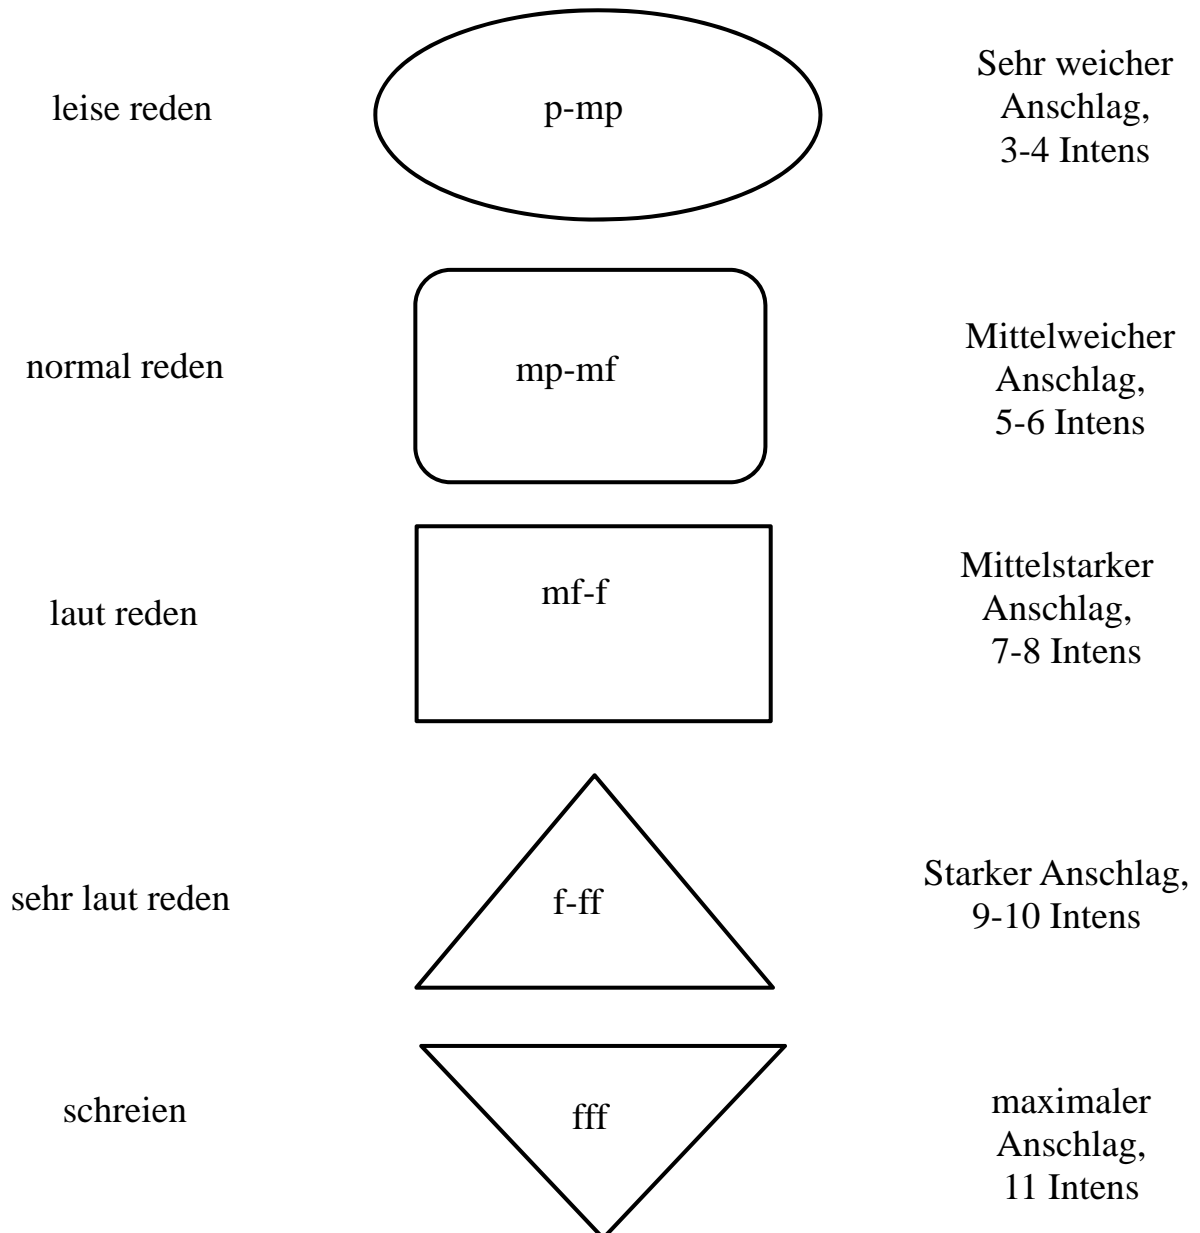 leise reden
p-mp
Sehr weicher
Anschlag,
3-4 Intens
normal reden
mp-mf
Mittelweicher
Anschlag,
5-6 Intens
laut reden
mf-f
Mittelstarker
Anschlag,
7-8 Intens
sehr laut reden
f-ff
Starker Anschlag,
9-10 Intens
schreien
fff
maximaler
Anschlag,
11 Intens